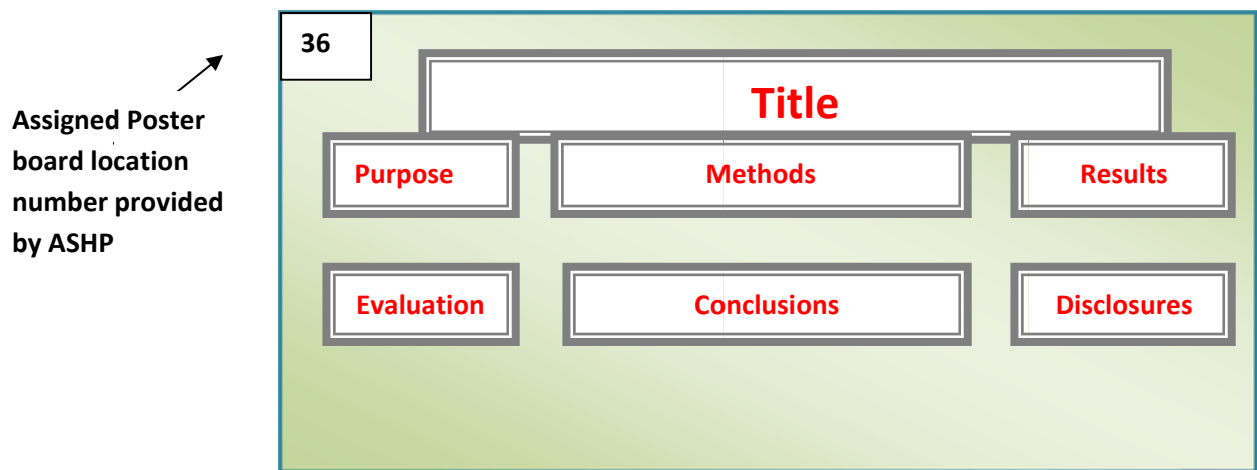 36
Title
Assigned Poster
board location
number provided
by ASHP
Purpose
Methods
Results
Evaluation
Conclusions
Disclosures